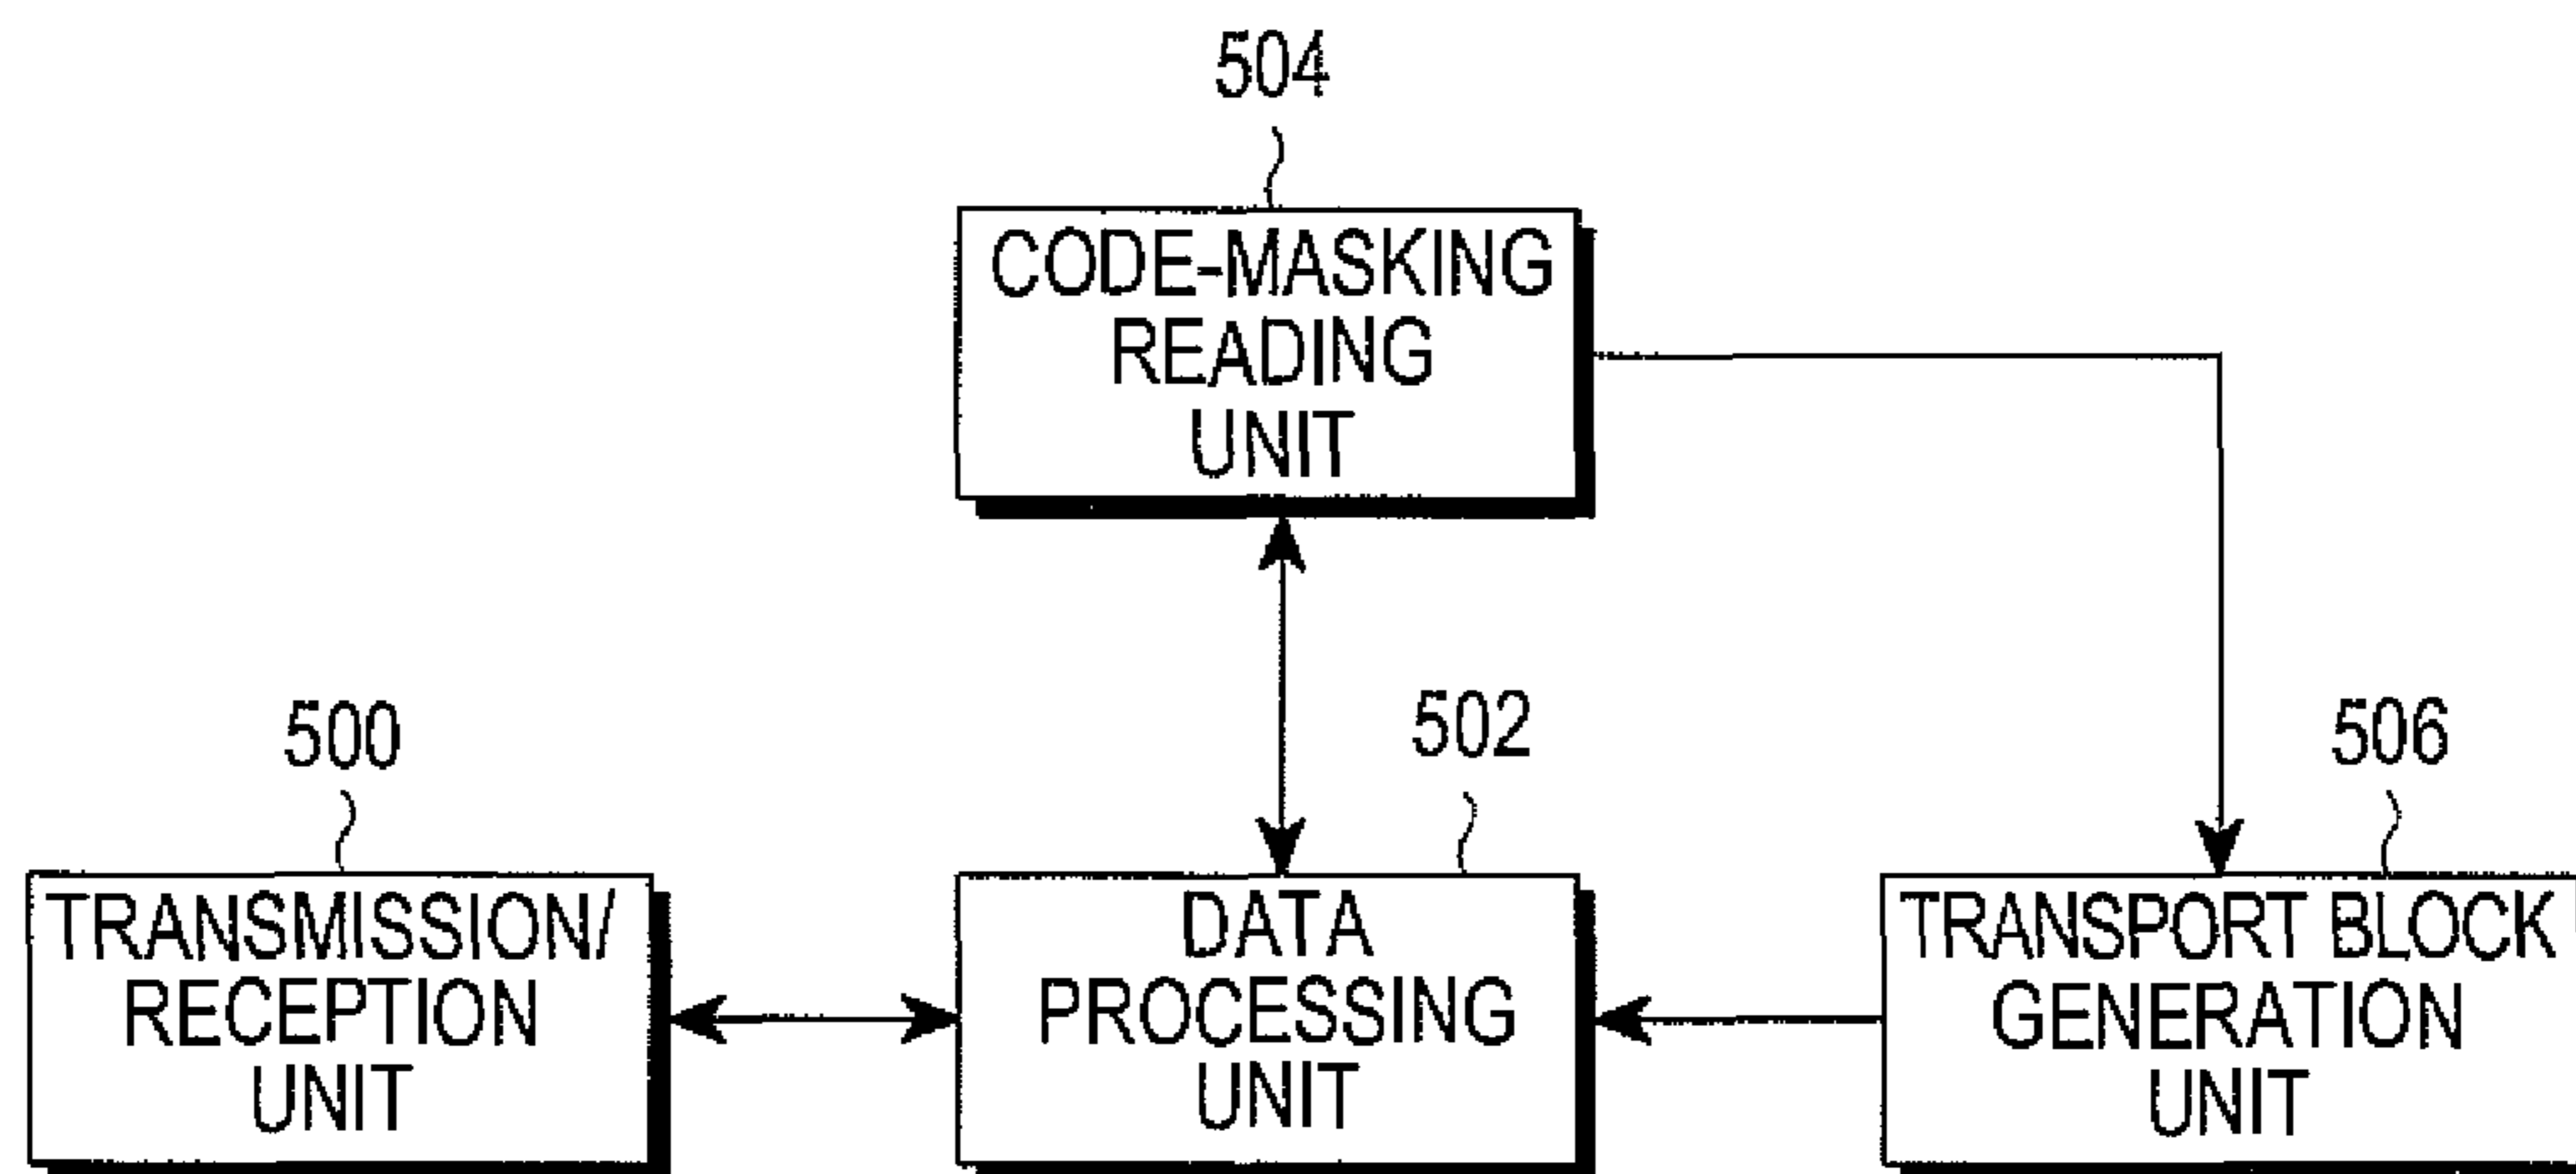 504
CODE-MASKING
READING
UNIT
500
502
506
TRANSMISSION/
RECEPTION
UNIT
DATA
PROCESSING
UNIT
TRANSPORT BLOCK
GENERATION
UNIT